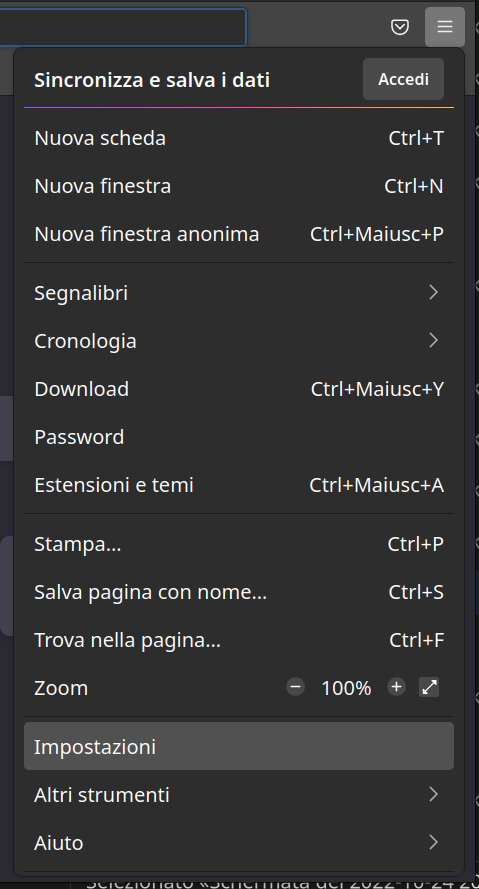 Sincronizza e salva i dati Accedi
Nuova scheda Ctrl+T
Nuova finestra Ctrl+N
Nuova finestra anonima Ctrl+Maiusc+P
Segnalibri
Cronologia
Download Ctrl+Maiusc+Y
Password
Estensioni e temi Ctrl+Maiusc+A
Stampa... Ctrl+P
Salva pagina con nome... Ctrl+S
Trova nella pagina... Ctrl+F
Zoom − 100% +
Impostazioni
Altri strumenti
Aiuto
Selezionato «Schermata del 2022-10-24 20